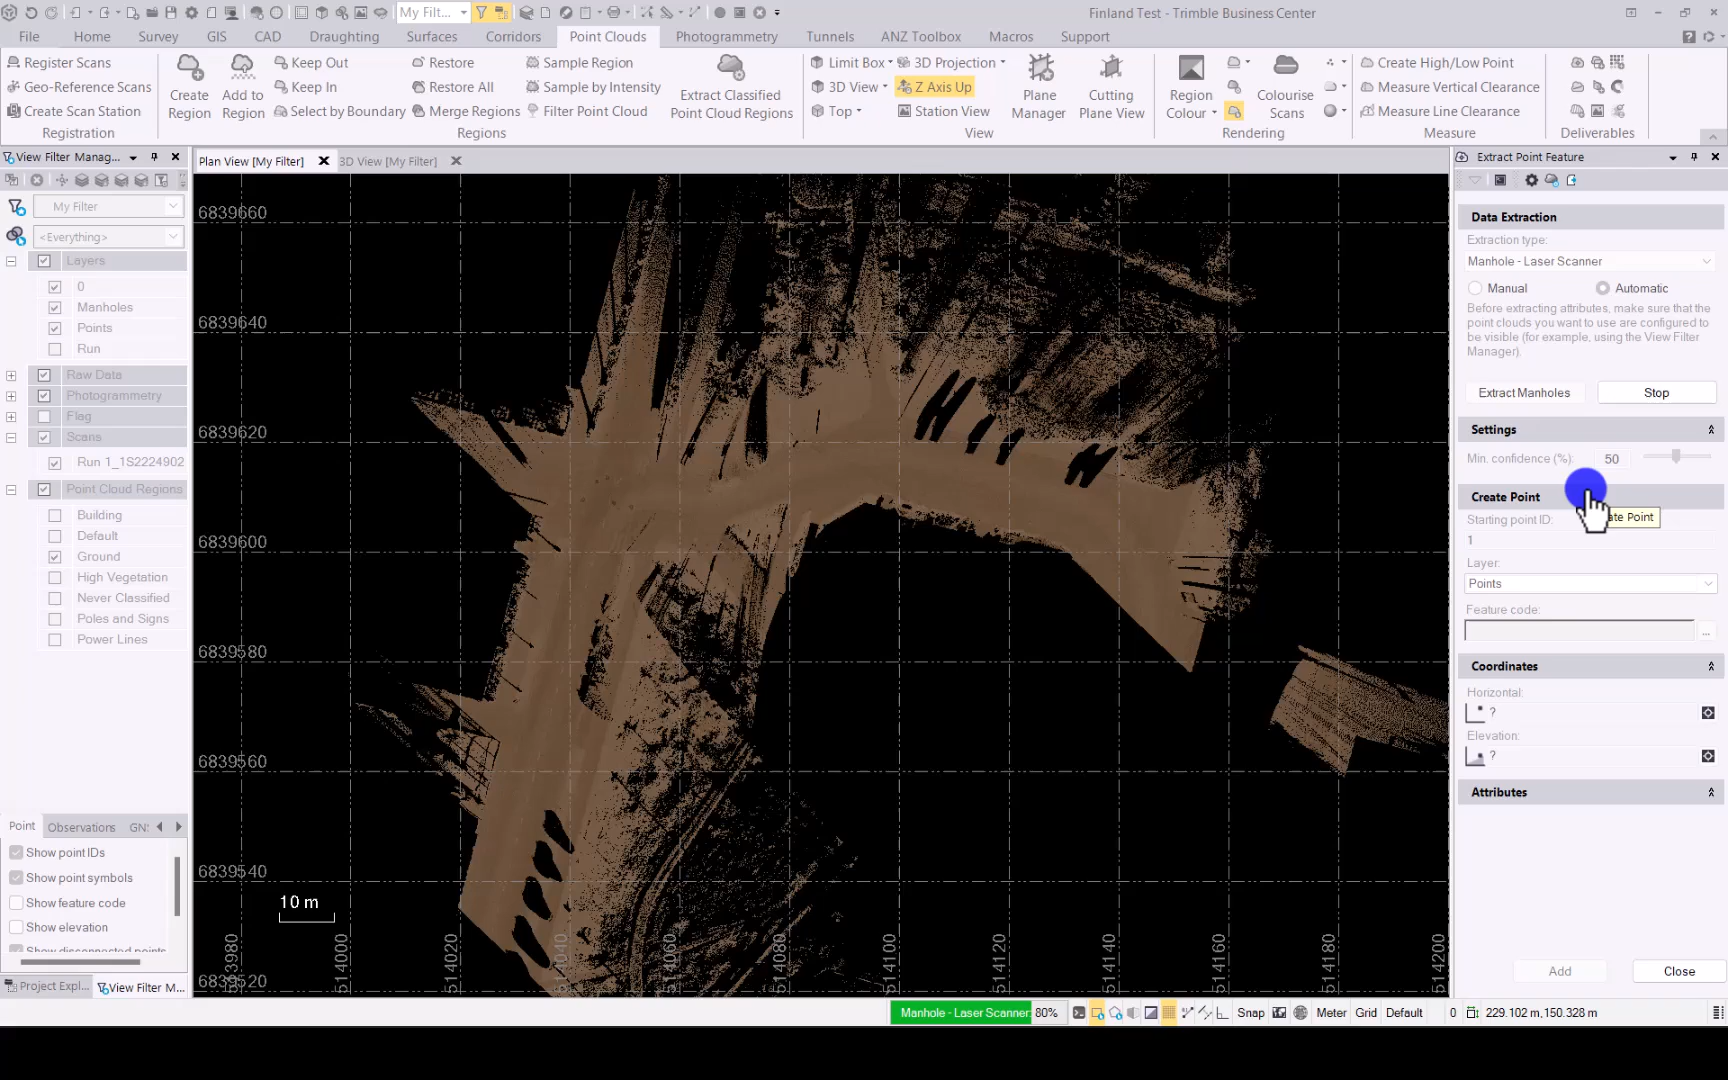 My Filt...
Finland Test - Trimble Business Center
File Home Survey GIS CAD Draughting Surfaces Corridors Point Clouds Photogrammetry Tunnels ANZ Toolbox Macros Support
Register Scans
Geo-Reference Scans
Create Scan Station
Registration
Create Region
Add to Region
Keep Out
Keep In
Select by Boundary
Restore
Restore All
Merge Regions
Sample Region
Sample by Intensity
Filter Point Cloud
Extract Classified Point Cloud Regions
Regions
Limit Box
3D View
Top
3D Projection
Z Axis Up
Station View
Plane Manager
Cutting Plane View
View
Region Colour
Colourise Scans
Rendering
Create High/Low Point
Measure Vertical Clearance
Measure Line Clearance
Measure
Deliverables
View Filter Manag...
My Filter
<Everything>
Layers
0
Manholes
Points
Run
Raw Data
Photogrammetry
Flag
Scans
Run 1_1S2224902
Point Cloud Regions
Building
Default
Ground
High Vegetation
Never Classified
Poles and Signs
Power Lines
Point Observations
Show point IDs
Show point symbols
Show feature code
Show elevation
Show disconnected points
Project Expl...
View Filter M...
Plan View [My Filter]
3D View [My Filter]
6839660
6839640
6839620
6839600
6839580
6839560
6839540
6839520
10 m
514000
514020
514040
514060
514080
514100
514120
514140
514160
514180
514200
Extract Point Feature
Data Extraction
Extraction type:
Manhole - Laser Scanner
Manual Automatic
Before extracting attributes, make sure that the
point clouds you want to use are configured to
be visible (for example, using the View Filter
Manager).
Extract Manholes Stop
Settings
Min. confidence (%): 50
Create Point
ate Point
Starting point ID:
1
Layer:
Points
Feature code:
...
Coordinates
Horizontal:
?
Elevation:
?
Attributes
Add Close
Manhole - Laser Scanner: 80%
Snap
Meter Grid Default 0
229.102 m,150.328 m